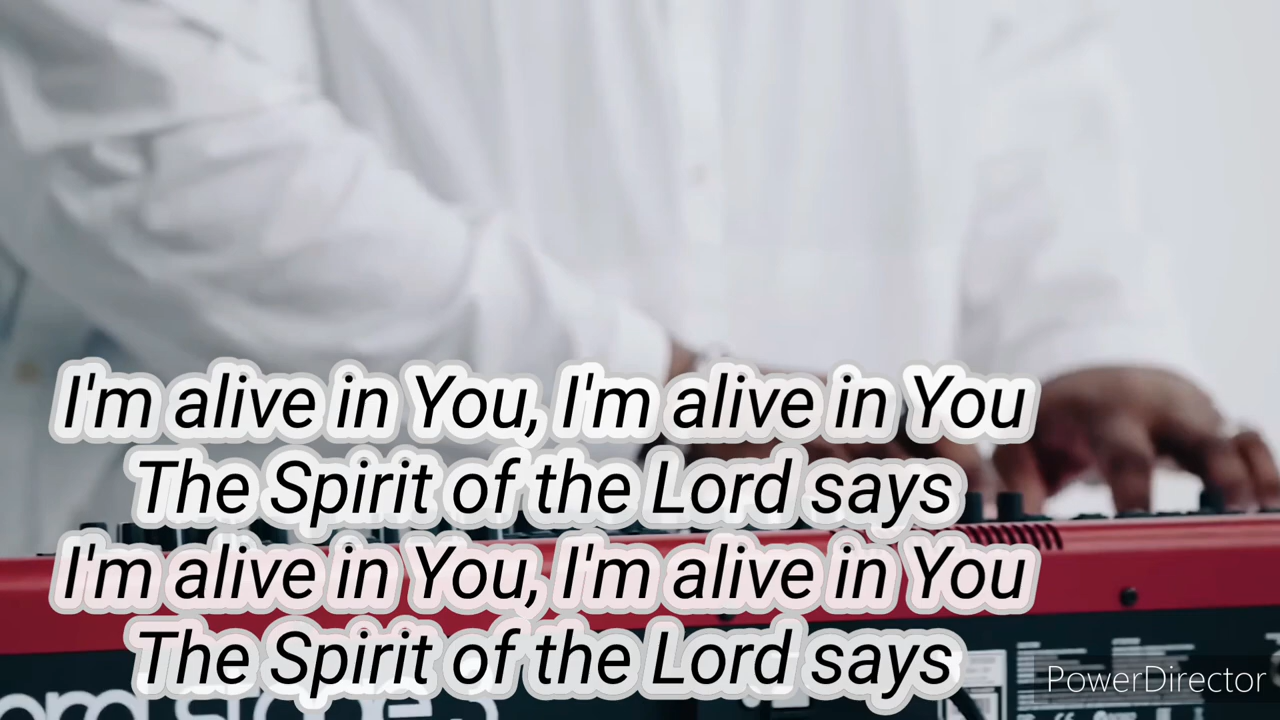 I'm alive in You, I'm alive in You
The Spirit of the Lord says
I'm alive in You, I'm alive in You
The Spirit of the Lord says
PowerDirector